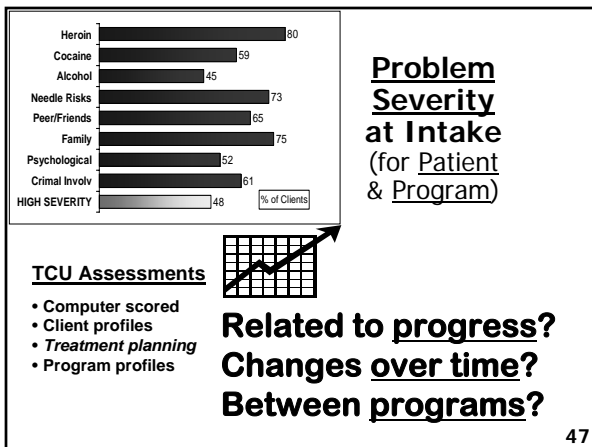 Heroin 80
Cocaine 59
Alcohol 45
Needle Risks 73
Peer/Friends 65
Family 75
Psychological 52
Crimal Involv 61
HIGH SEVERITY 48
% of Clients
Problem
Severity
at Intake
(for Patient
& Program)
TCU Assessments
• Computer scored
• Client profiles
• Treatment planning
• Program profiles
Related to progress?
Changes over time?
Between programs?
47